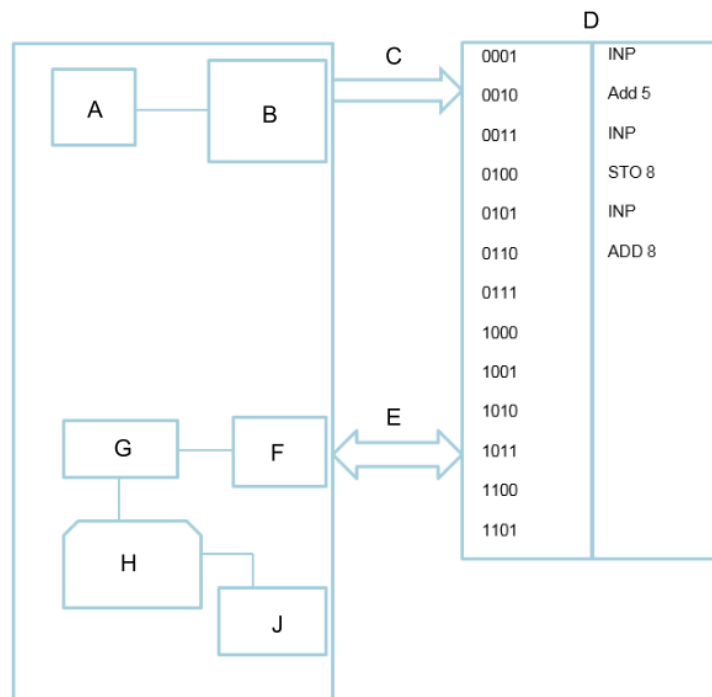 D
C
A
B
0001 INP
0010 Add 5
0011 INP
0100 STO 8
0101 INP
0110 ADD 8
0111
1000
1001
1010
1011
1100
1101
E
G
F
H
J